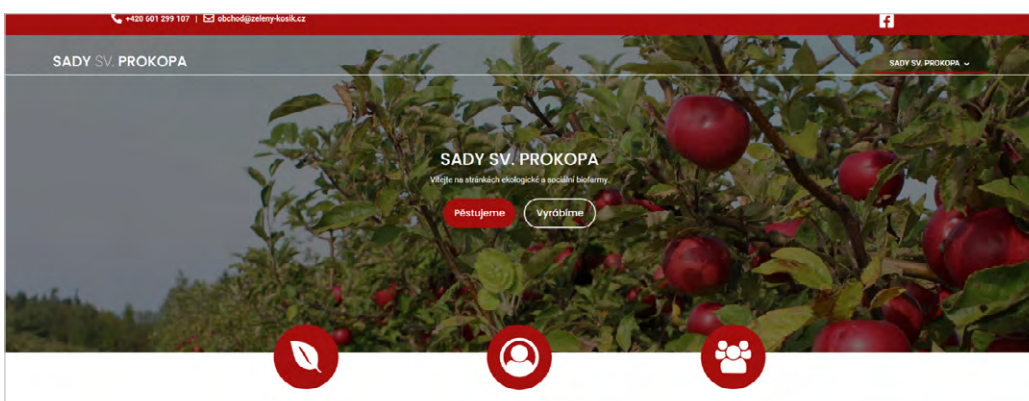 +420 601 299 107 | obchod@zeleny-kosik.cz
SADY SV. PROKOPA
SADY SV. PROKOPA
SADY SV. PROKOPA
Vítejte na stránkách ekologické a sociální biofarmy.
Pěstujeme
Vyrábíme